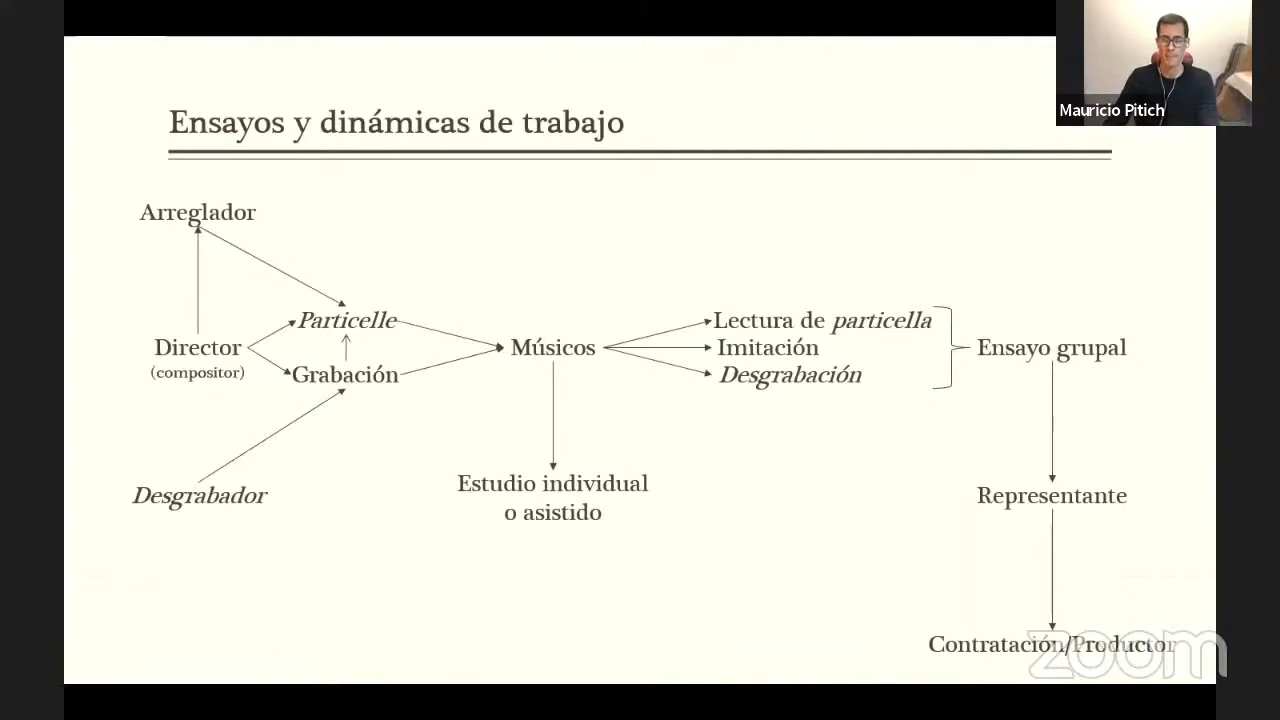 Mauricio Pitich
Ensayos y dinámicas de trabajo
Arreglador
Particelle
Lectura de particella
Director
Músicos
Imitación
Ensayo grupal
(compositor)
Grabación
Desgrabación
Estudio individual
o asistido
Desgrabador
Representante
Contratación/Productor
zoom